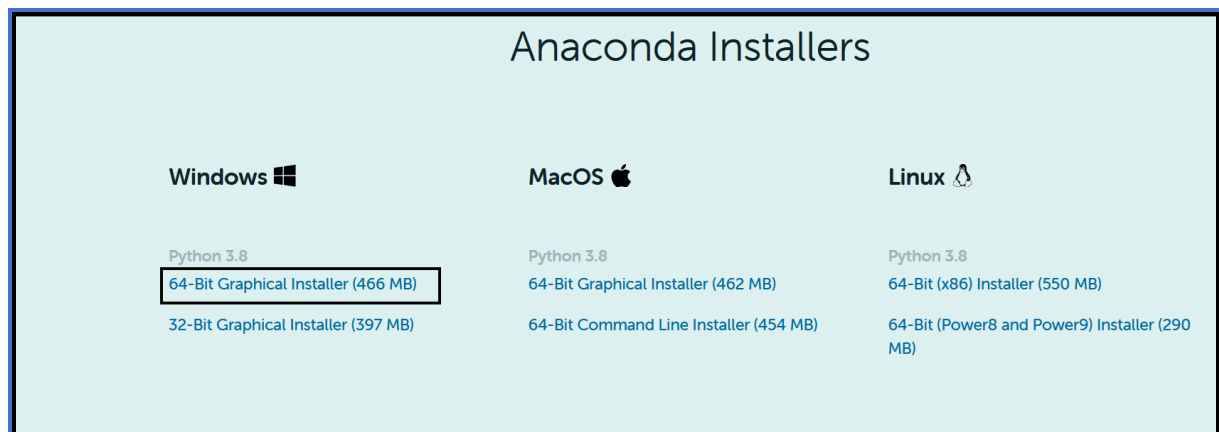 Anaconda Installers
Windows
MacOS
Linux
Python 3.8
64-Bit Graphical Installer (466 MB)
32-Bit Graphical Installer (397 MB)
Python 3.8
64-Bit Graphical Installer (462 MB)
64-Bit Command Line Installer (454 MB)
Python 3.8
64-Bit (x86) Installer (550 MB)
64-Bit (Power8 and Power9) Installer (290
MB)